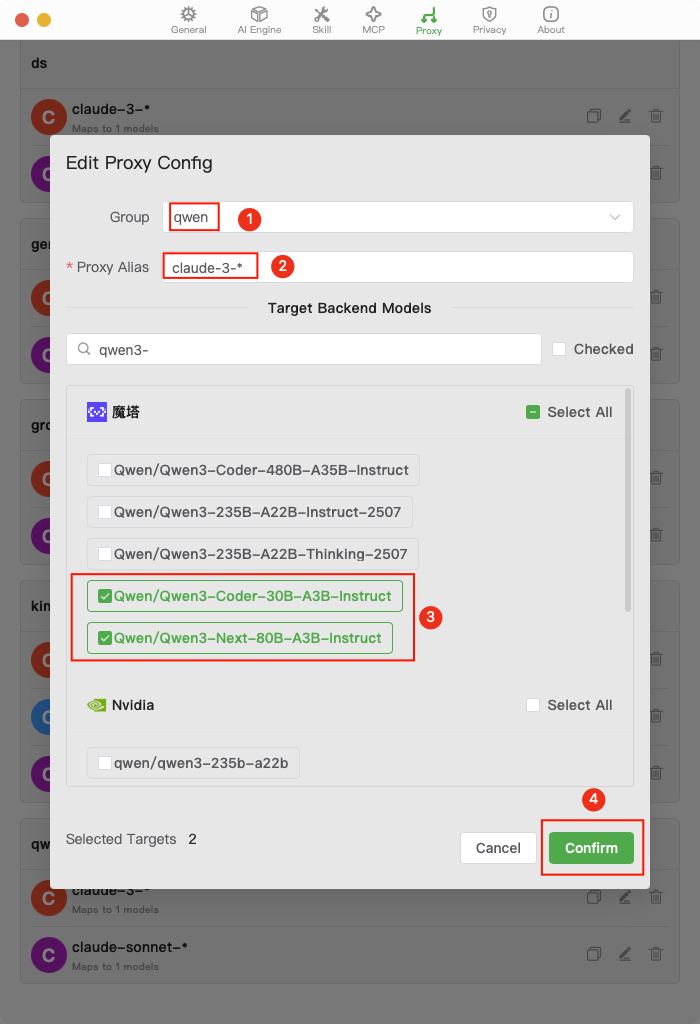 General
AI Engine
Skill
MCP
Proxy
Privacy
About
ds
C
claude-3-*
Maps to 1 models
Edit Proxy Config
Group
qwen
1
* Proxy Alias
claude-3-*
2
Target Backend Models
qwen3-
Checked
魔塔
Select All
Qwen/Qwen3-Coder-480B-A35B-Instruct
Qwen/Qwen3-235B-A22B-Instruct-2507
Qwen/Qwen3-235B-A22B-Thinking-2507
Qwen/Qwen3-Coder-30B-A3B-Instruct
Qwen/Qwen3-Next-80B-A3B-Instruct
3
Nvidia
Select All
qwen/qwen3-235b-a22b
4
Selected Targets 2
Cancel
Confirm
C
claude-3-*
Maps to 1 models
C
claude-sonnet-*
Maps to 1 models